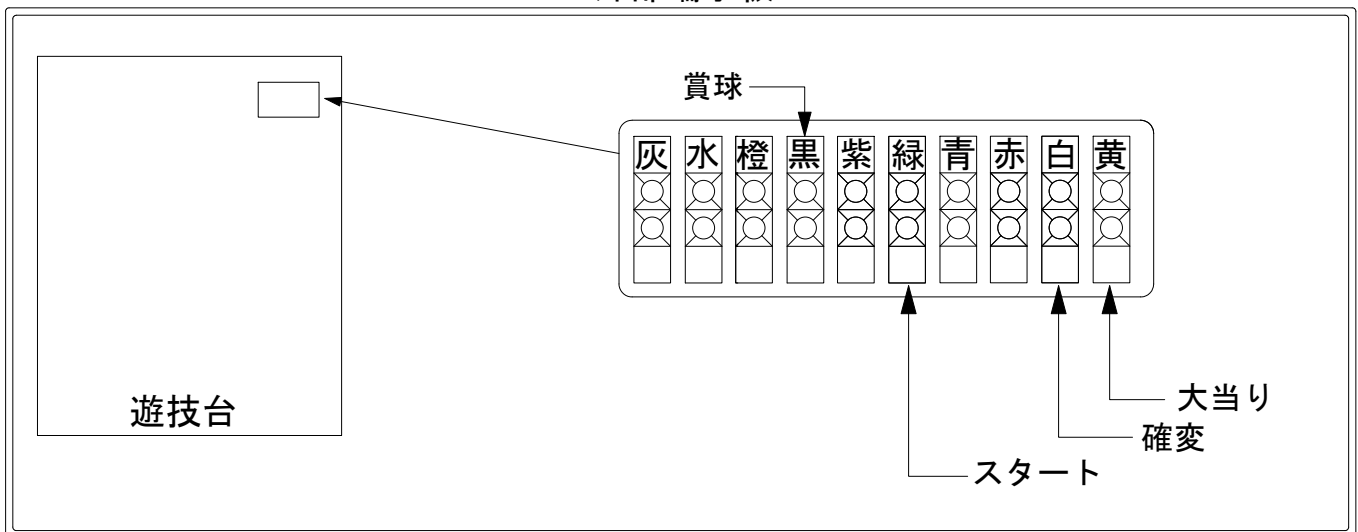 賞球
灰 水 橙 黒 紫 緑 青 赤 白 黄
遊技台
大当り
確変
スタート